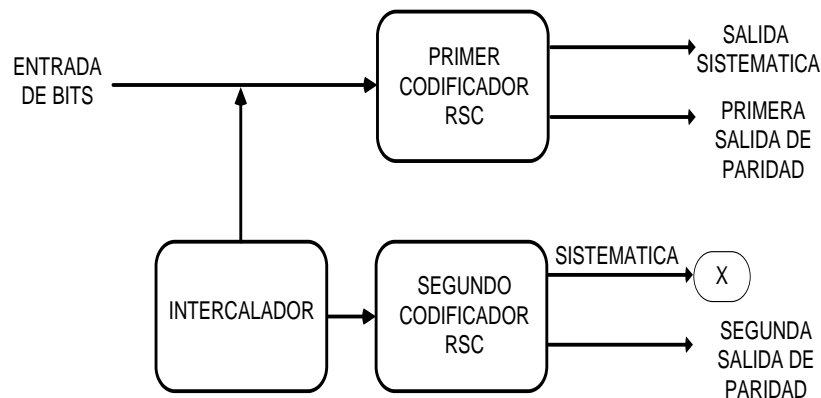 ENTRADA
DE BITS
PRIMER
CODIFICADOR
RSC
SALIDA
SISTEMATICA
PRIMERA
SALIDA DE
PARIDAD
INTERCALADOR
SEGUNDO
CODIFICADOR
RSC
SISTEMATICA
X
SEGUNDA
SALIDA DE
PARIDAD